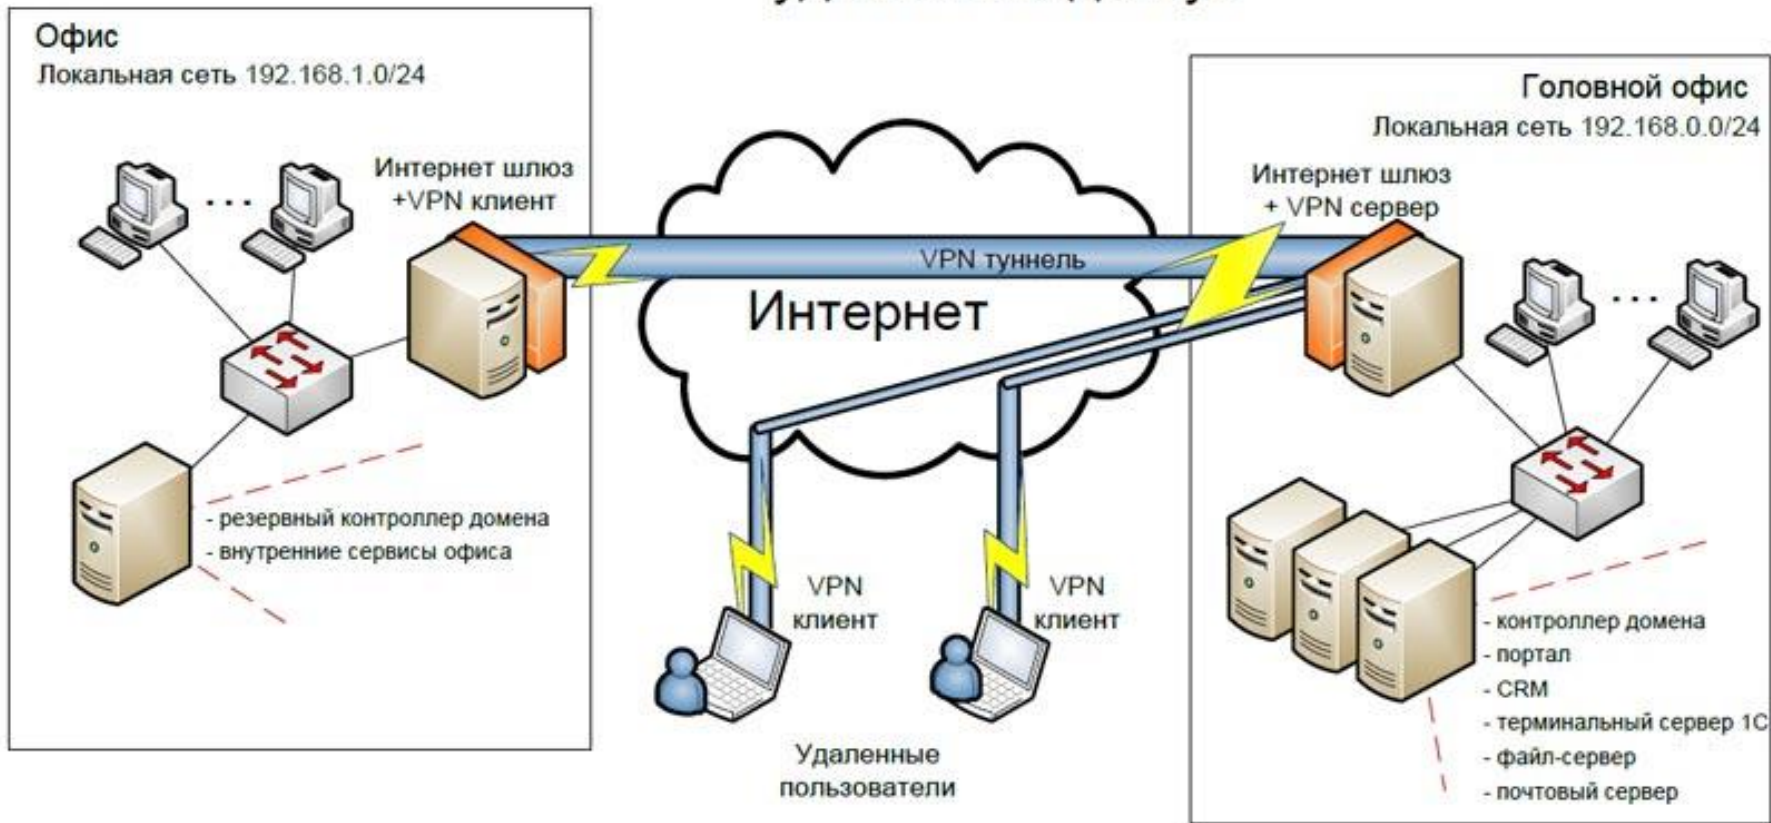 Офис
Локальная сеть 192.168.1.0/24
Интернет шлюз
+VPN клиент
- резервный контроллер домена
- внутренние сервисы офиса
VPN туннель
Интернет
VPN
клиент
VPN
клиент
Удаленные
пользователи
Головной офис
Локальная сеть 192.168.0.0/24
Интернет шлюз
+ VPN сервер
- контроллер домена
- портал
- CRM
- терминальный сервер 1С
- файл-сервер
- почтовый сервер